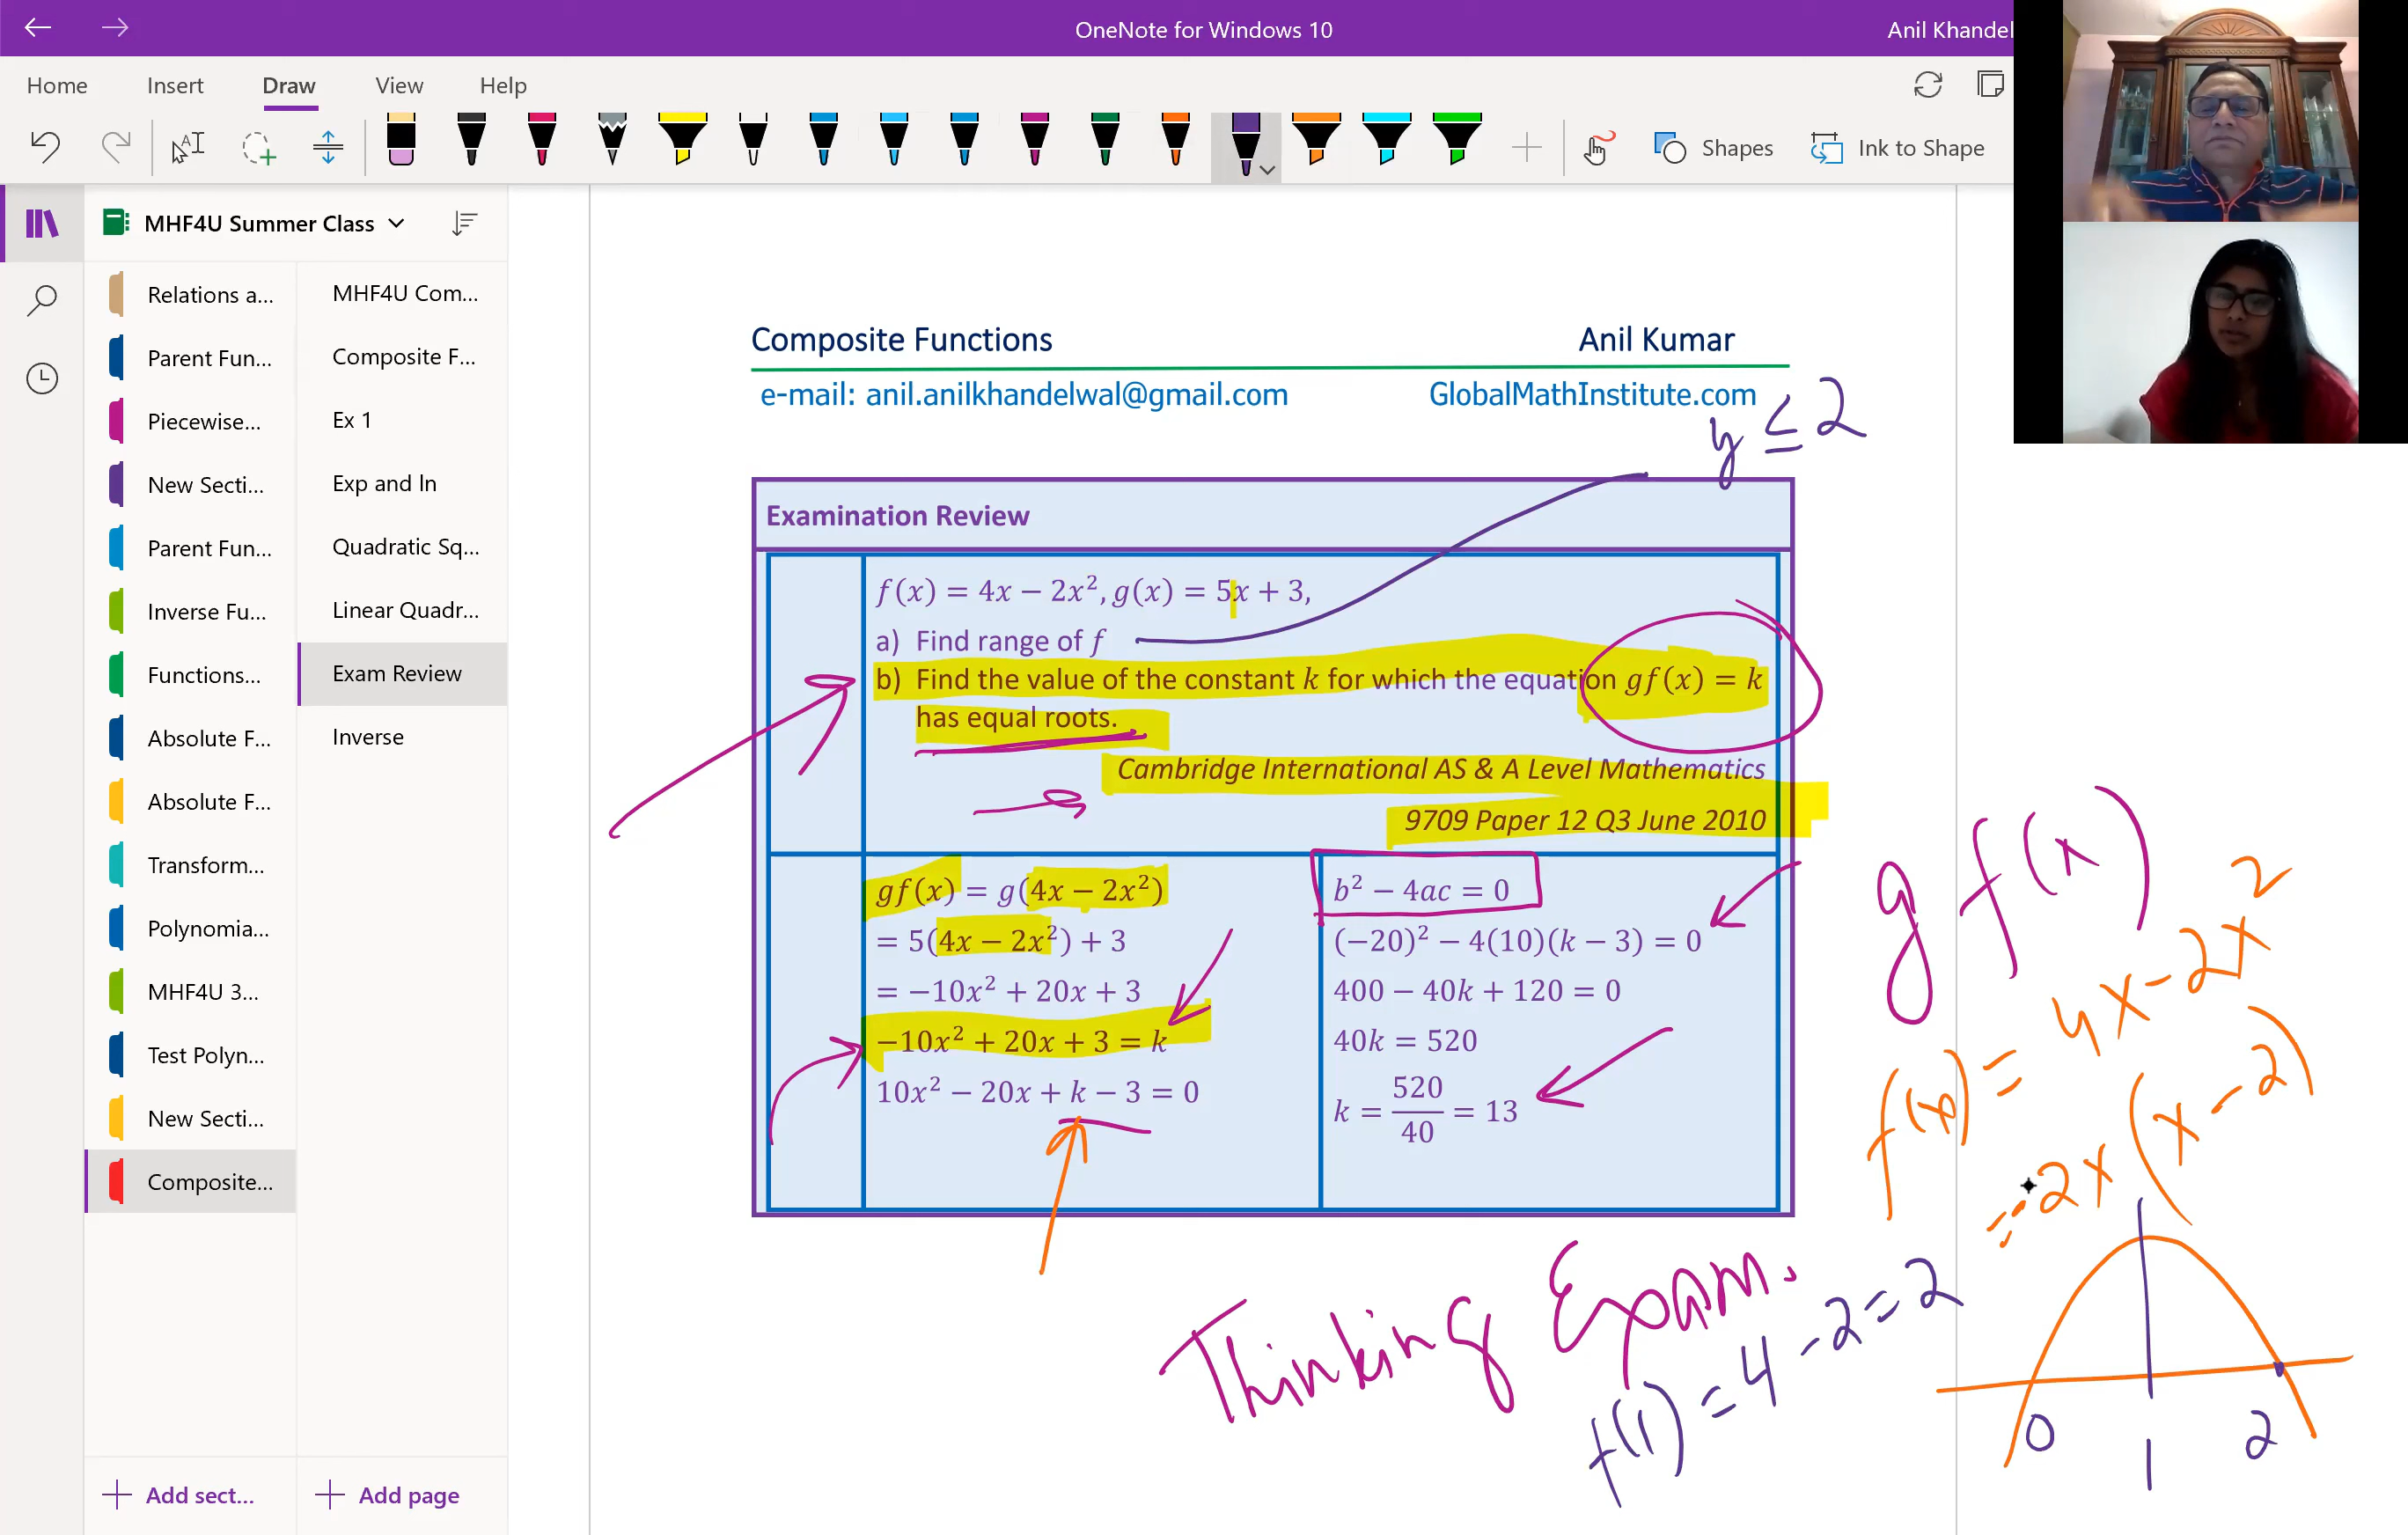 OneNote for Windows 10
Anil Khandel
Home Insert Draw View Help
Shapes Ink to Shape
MHF4U Summer Class
Relations a...
Parent Fun...
Piecewise...
New Secti...
Parent Fun...
Inverse Fu...
Functions...
Absolute F...
Absolute F...
Transform...
Polynomia...
MHF4U 3...
Test Polyn...
New Secti...
Composite...
Add sect...
MHF4U Com...
Composite F...
Ex 1
Exp and ln
Quadratic Sq...
Linear Quadr...
Exam Review
Inverse
Add page
Composite Functions Anil Kumar
e-mail: anil.anilkhandelwal@gmail.com GlobalMathInstitute.com
y ≤ 2
Examination Review
f(x) = 4x − 2x², g(x) = 5x + 3,
a) Find range of f
b) Find the value of the constant k for which the equation gf(x) = k
has equal roots.
Cambridge International AS & A Level Mathematics
9709 Paper 12 Q3 June 2010
gf(x) = g(4x − 2x²)
= 5(4x − 2x²) + 3
= −10x² + 20x + 3
−10x² + 20x + 3 = k
10x² − 20x + k − 3 = 0
b² − 4ac = 0
(−20)² − 4(10)(k − 3) = 0
400 − 40k + 120 = 0
40k = 520
k = 520/40 = 13
g f(x)
f(x) = 4x − 2x²
= −2x (x − 2)
Thinking Exam.
f(1) = 4 − 2 = 2
0 1 2